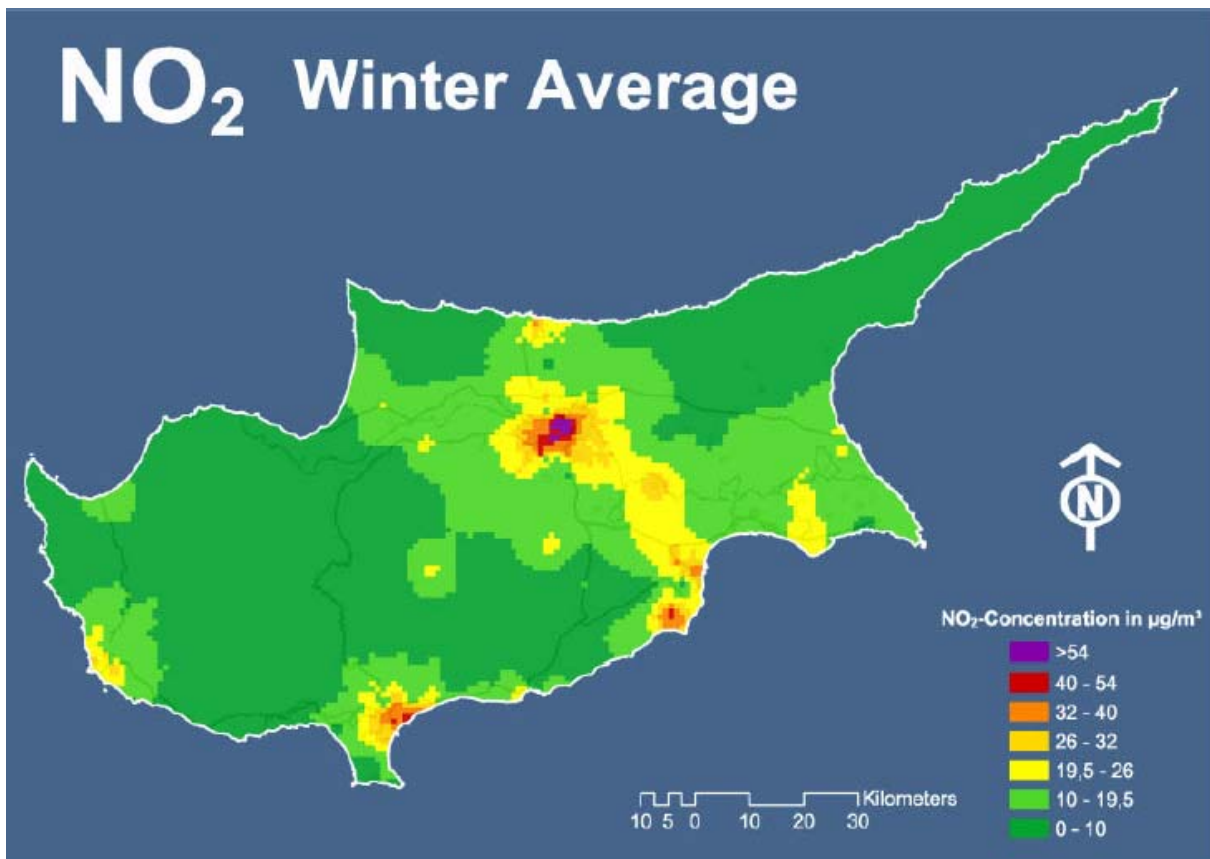 NO₂ Winter Average
N
NO₂-Concentration in µg/m³
>54
40 - 54
32 - 40
26 - 32
19,5 - 26
10 - 19,5
0 - 10
Kilometers
10 5 0 10 20 30